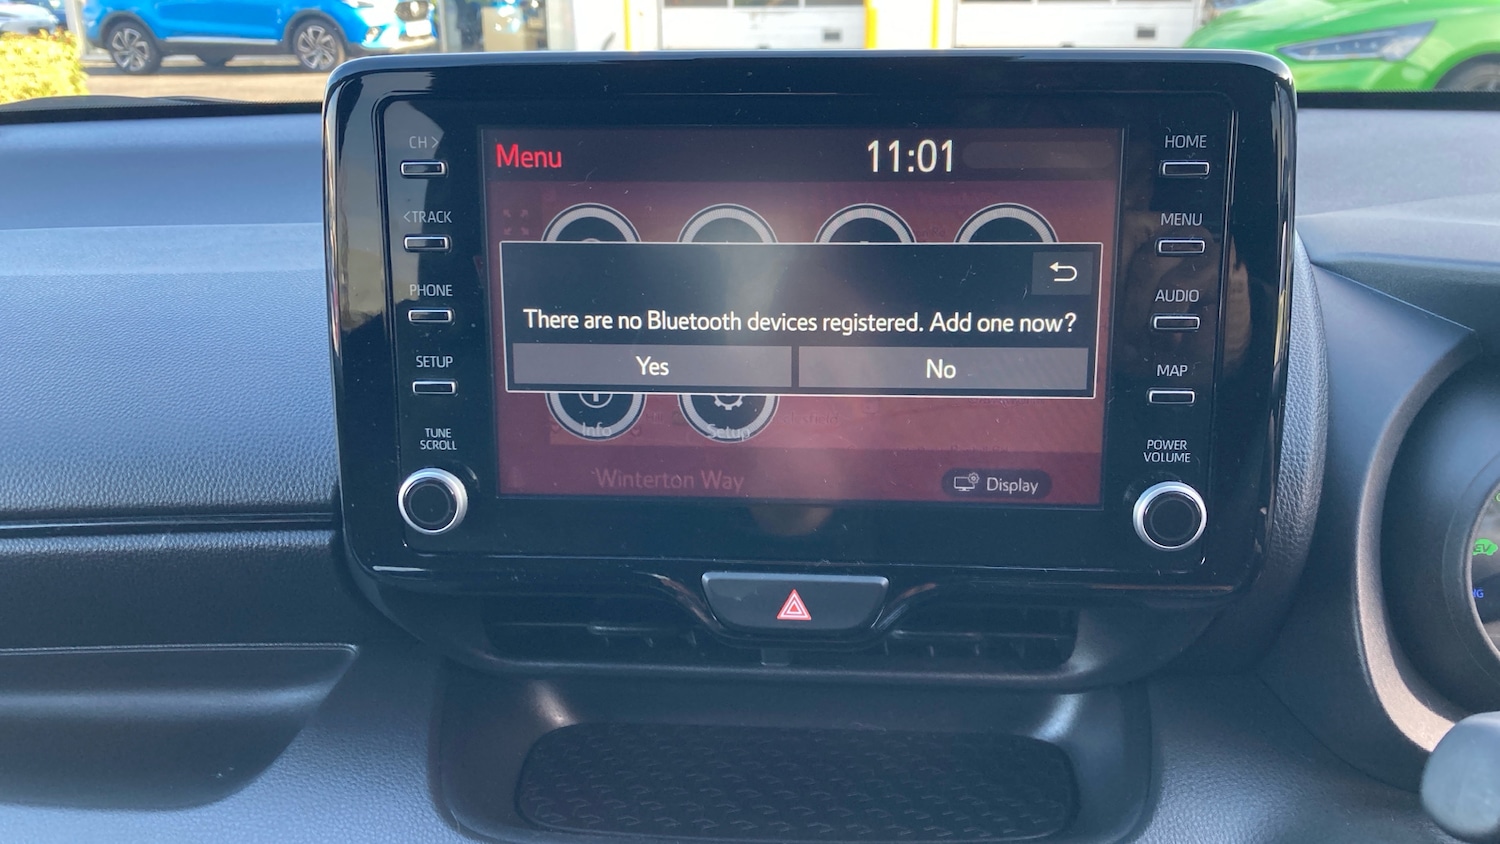 CH >
Menu
11:01
HOME
<TRACK
MENU
PHONE
There are no Bluetooth devices registered. Add one now?
AUDIO
SETUP
Yes
No
MAP
Info
Setup
TUNE
SCROLL
POWER
VOLUME
Winterton Way
Display
EV